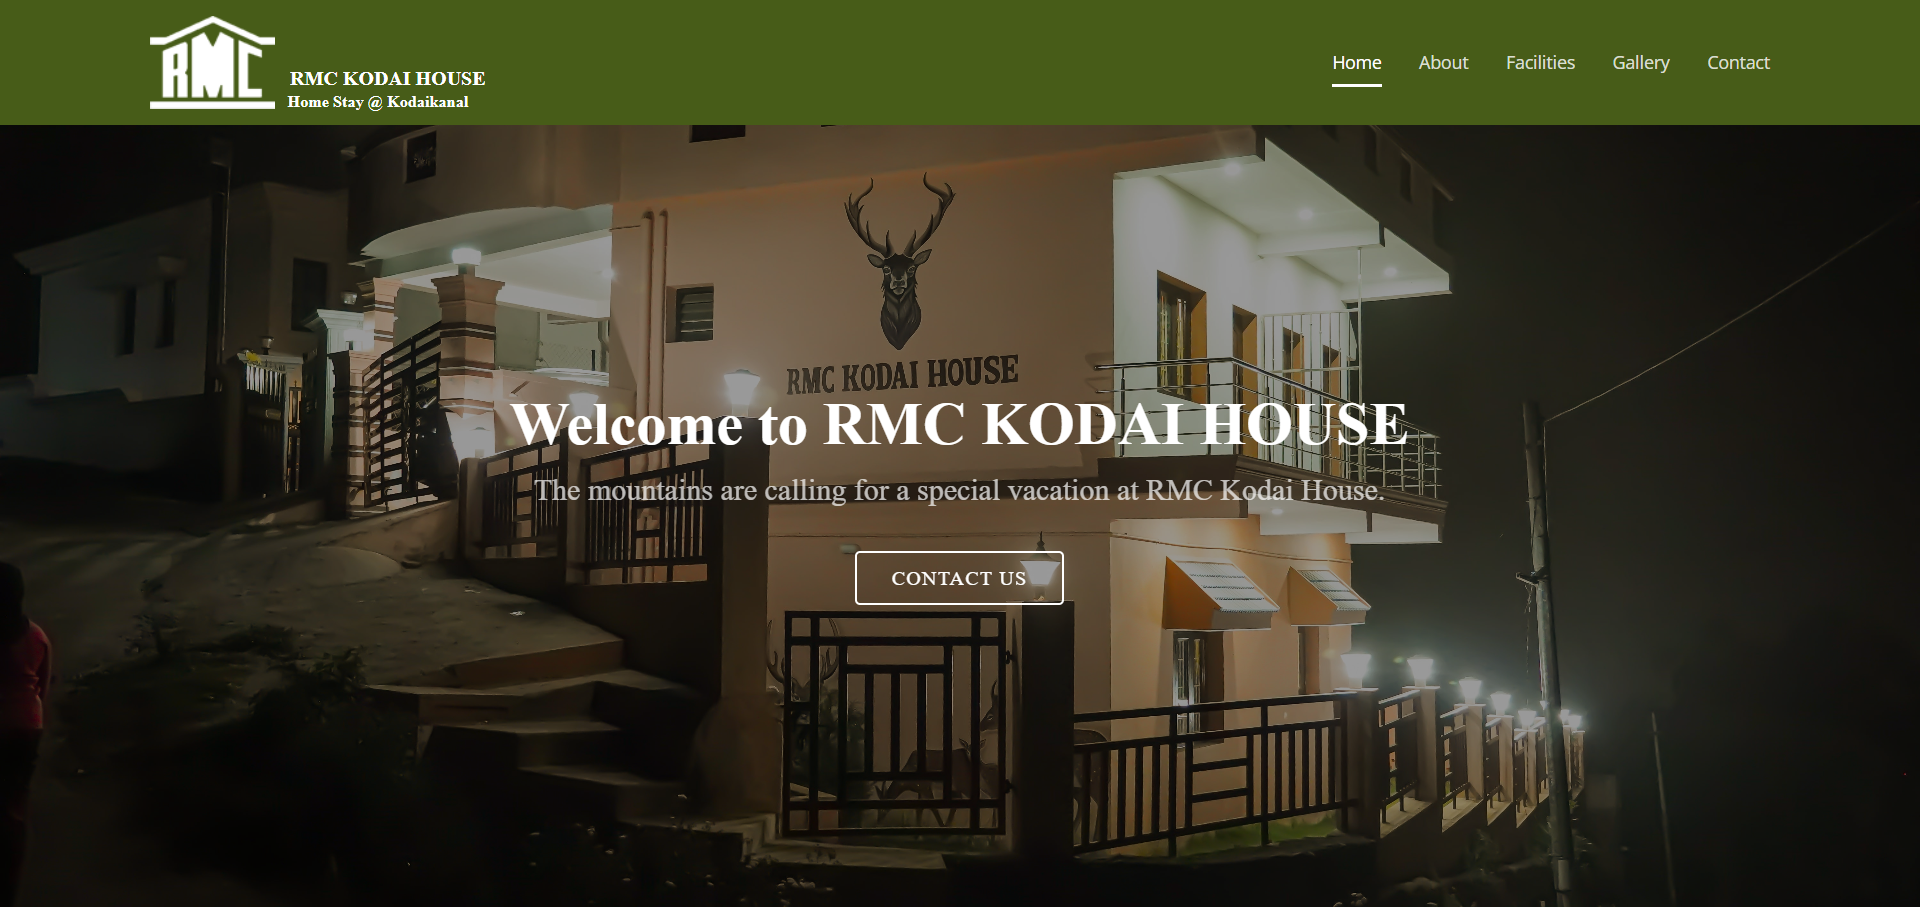 RMC
RMC KODAI HOUSE
Home Stay @ Kodaikanal
Home
About
Facilities
Gallery
Contact
RMC KODAI HOUSE
Welcome to RMC KODAI HOUSE
The mountains are calling for a special vacation at RMC Kodai House.
CONTACT US